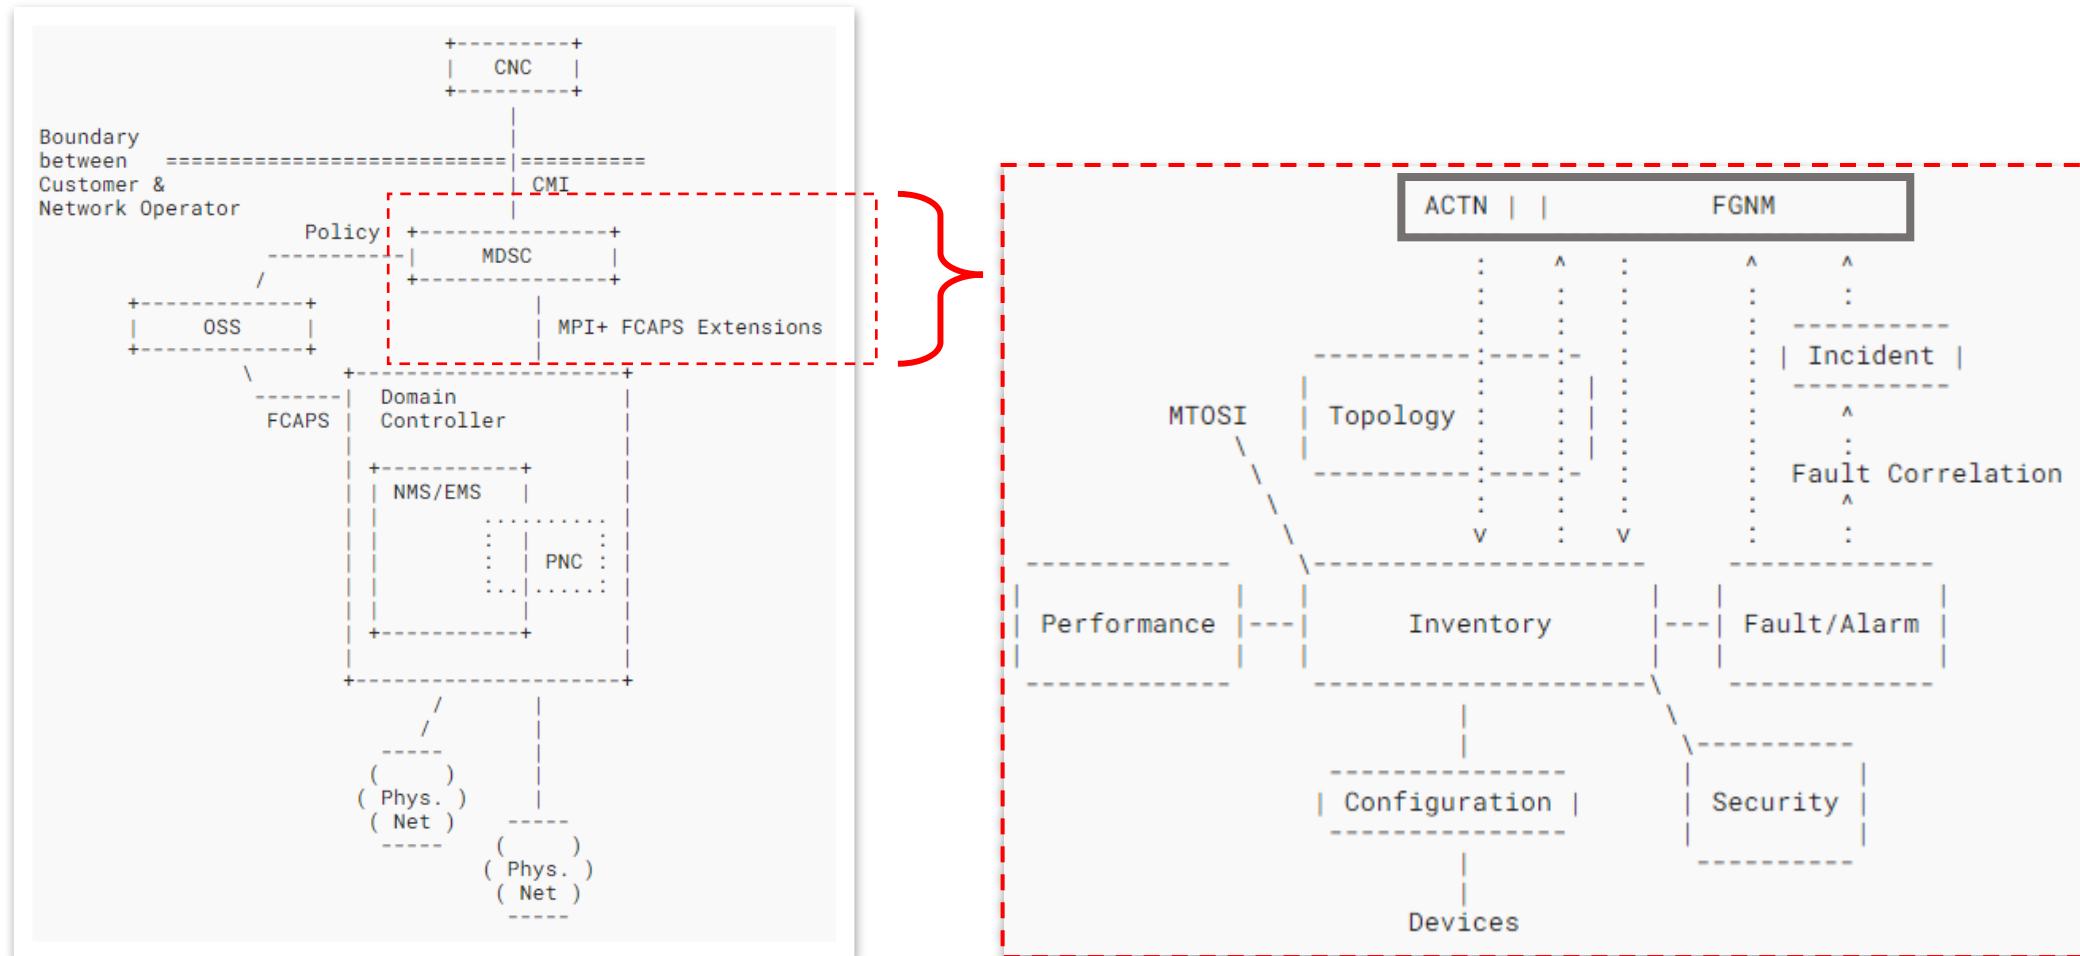 CNC
Boundary
between
Customer &
CMI
Network Operator
Policy
MDSC
OSS
MPI+ FCAPS Extensions
Domain
FCAPS
Controller
NMS/EMS
PNC
Phys.
Net
Phys.
Net
ACTN | | FGNM
Incident
MTOSI
Topology
Fault Correlation
Performance
Inventory
Fault/Alarm
Configuration
Security
Devices